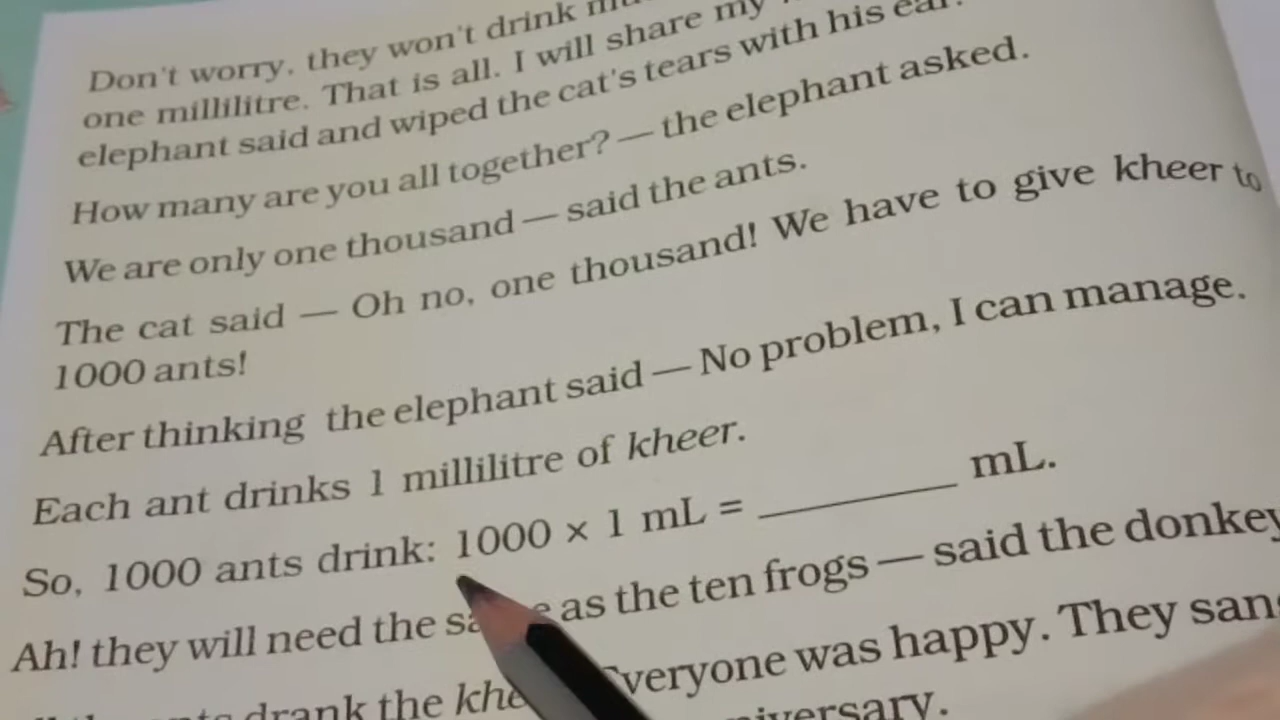 Don't worry, they won't drink
one millilitre. That is all. I will share my
elephant said and wiped the cat's tears with his ear.
How many are you all together? — the elephant asked.
We are only one thousand — said the ants.
The cat said — Oh no, one thousand! We have to give kheer to
1000 ants!
After thinking the elephant said — No problem, I can manage.
Each ant drinks 1 millilitre of kheer.
So, 1000 ants drink: 1000 × 1 mL = ________ mL.
Ah! they will need the as the ten frogs — said the donkey
drank the Everyone was happy. They